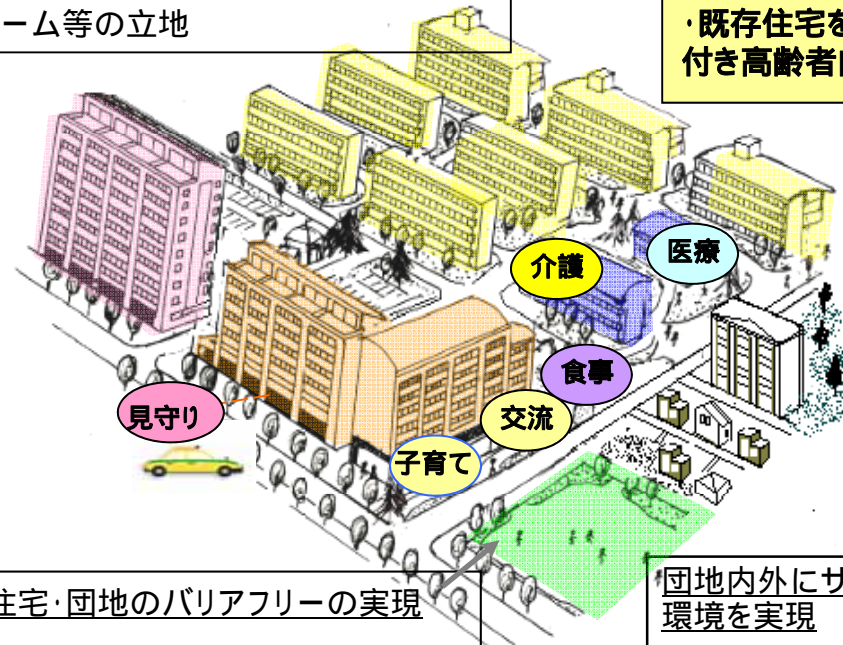 ーム等の立地
・既存住宅を
付き高齢者
医療
介護
食事
見守り
交流
子育て
住宅・団地のバリアフリーの実現
団地内外にサ
環境を実現